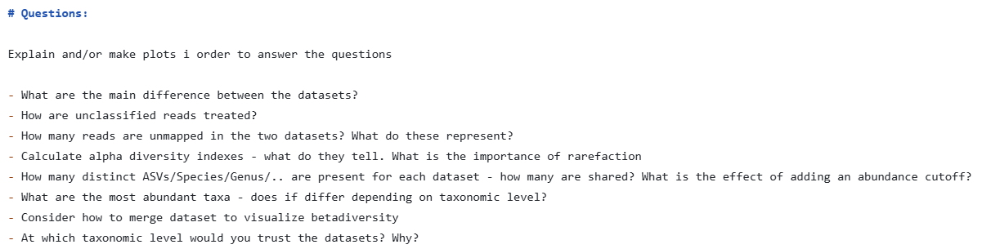 # Questions:
Explain and/or make plots i order to answer the questions
- What are the main difference between the datasets?
- How are unclassified reads treated?
- How many reads are unmapped in the two datasets? What do these represent?
- Calculate alpha diversity indexes - what do they tell. What is the importance of rarefaction
- How many distinct ASVs/Species/Genus/.. are present for each dataset - how many are shared? What is the effect of adding an abundance cutoff?
- What are the most abundant taxa - does if differ depending on taxonomic level?
- Consider how to merge dataset to visualize betadiversity
- At which taxonomic level would you trust the datasets? Why?